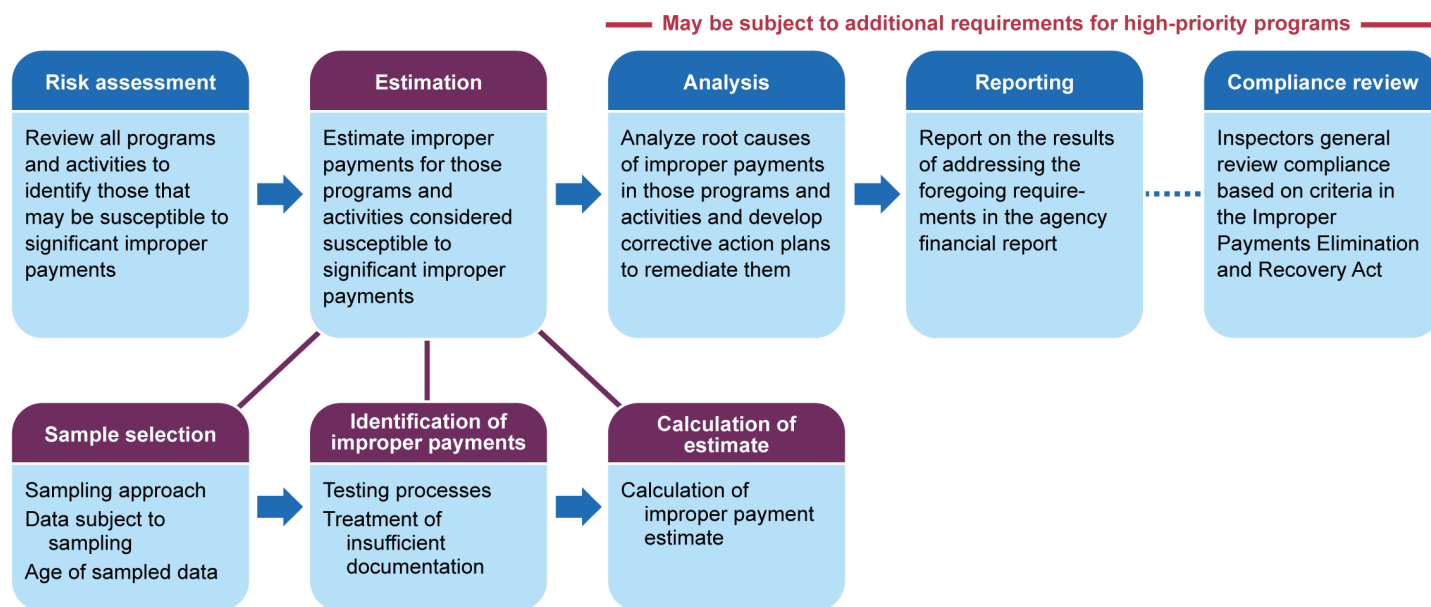 May be subject to additional requirements for high-priority programs
Risk assessment
Review all programs
and activities to
identify those that
may be susceptible to
significant improper
payments
Estimation
Estimate improper
payments for those
programs and
activities considered
susceptible to
significant improper
payments
Analysis
Analyze root causes
of improper payments
in those programs and
activities and develop
corrective action plans
to remediate them
Reporting
Report on the results
of addressing the
foregoing require-
ments in the agency
financial report
Compliance review
Inspectors general
review compliance
based on criteria in
the Improper
Payments Elimination
and Recovery Act
Sample selection
Sampling approach
Data subject to
sampling
Age of sampled data
Identification of
improper payments
Testing processes
Treatment of
insufficient
documentation
Calculation of
estimate
Calculation of
improper payment
estimate